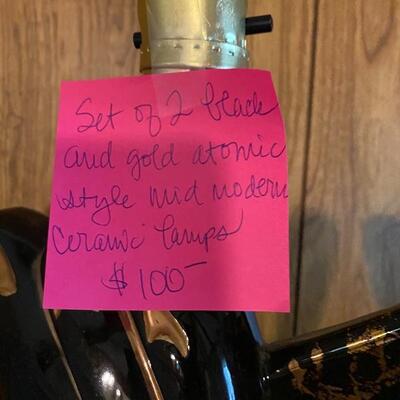 Set of 2 black
and gold atomic
style mid modern
Ceramic lamps
$100-